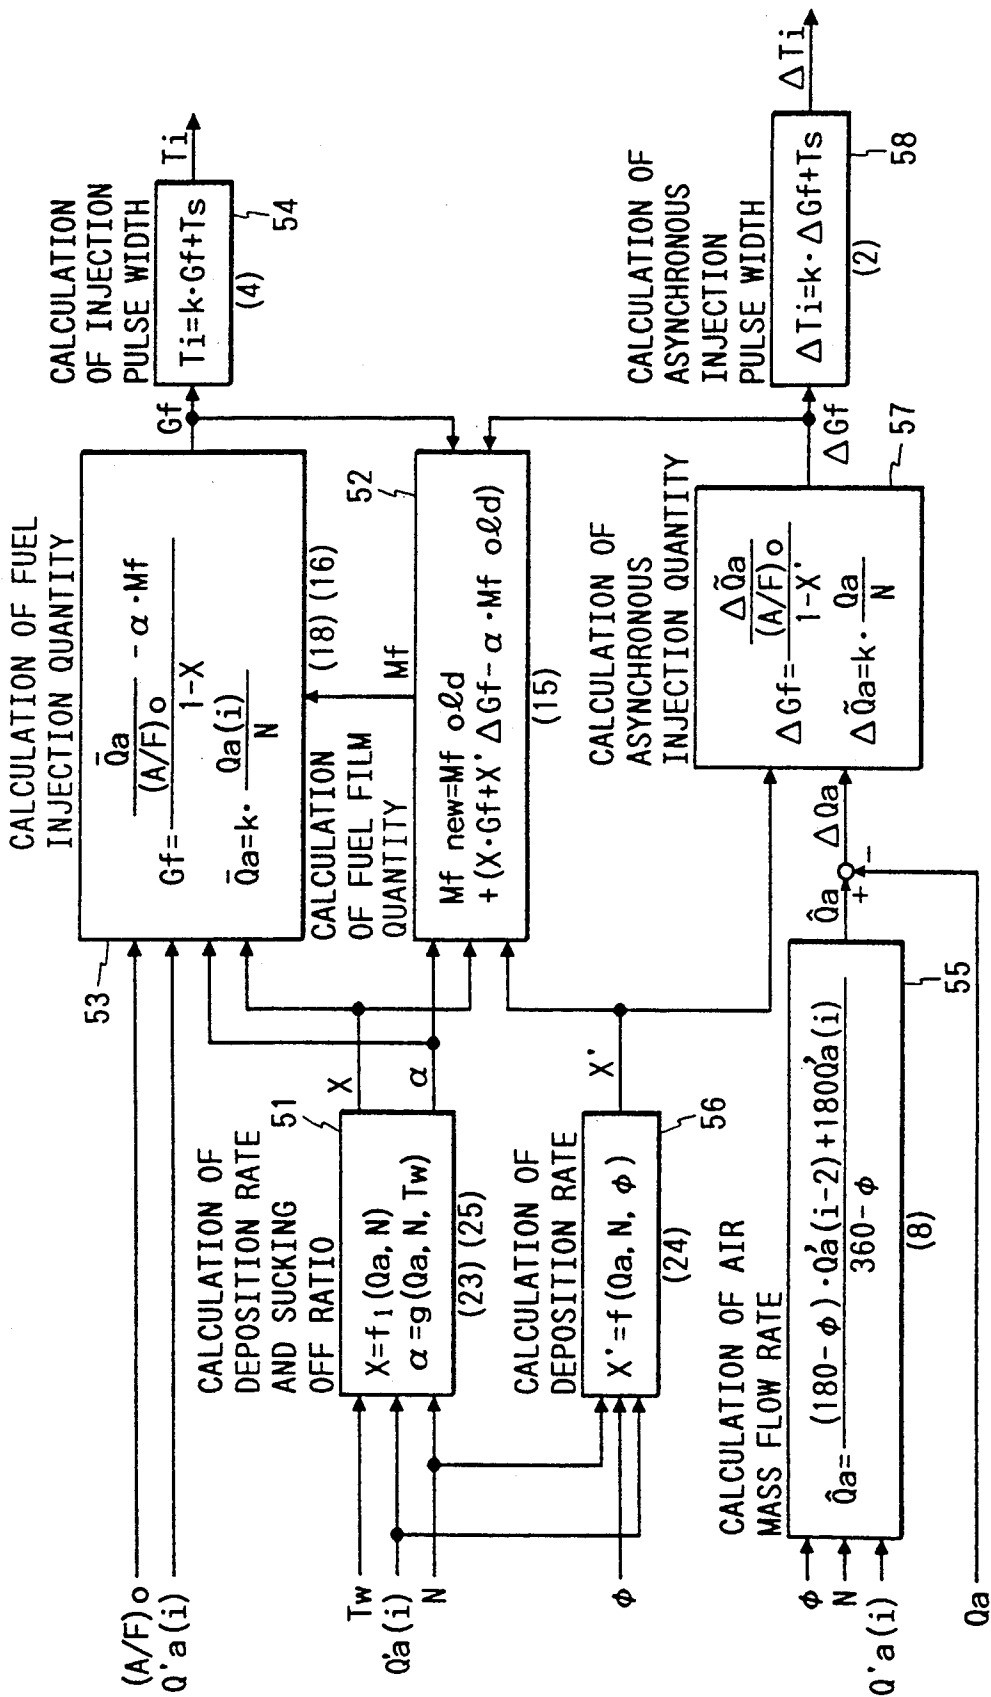 (A/F)o
Q'a(i)
CALCULATION OF FUEL
INJECTION QUANTITY
53
Gf= Q̄a/(A/F)o - α・Mf / 1-X
Q̄a=k・Qa(i)/N
(18) (16)
Gf
CALCULATION
OF INJECTION
PULSE WIDTH
Ti=k・Gf+Ts
(4)
54
Ti
Tw
Q'a(i)
N
CALCULATION OF
DEPOSITION RATE
AND SUCKING
OFF RATIO
51
X=f1(Qa,N)
α=g(Qa,N,Tw)
(23) (25)
X
α
CALCULATION
OF FUEL FILM
QUANTITY
52
Mf
Mf new=Mf old
+(X・Gf+X'ΔGf-α・Mf old)
(15)
ϕ
CALCULATION OF
DEPOSITION RATE
56
X'=f(Qa,N,ϕ)
(24)
X'
CALCULATION OF AIR
MASS FLOW RATE
ϕ
N
Q'a(i)
Q̂a= (180-ϕ)・Q'a(i-2)+180Q'a(i) / 360-ϕ
(8)
55
Q̂a
+
-
ΔQa
Qa
CALCULATION OF
ASYNCHRONOUS
INJECTION QUANTITY
ΔGf= ΔQ̃a/(A/F)o / 1-X'
ΔQ̃a=k・Qa/N
57
ΔGf
CALCULATION OF
ASYNCHRONOUS
INJECTION
PULSE WIDTH
ΔTi=k・ΔGf+Ts
(2)
58
ΔTi